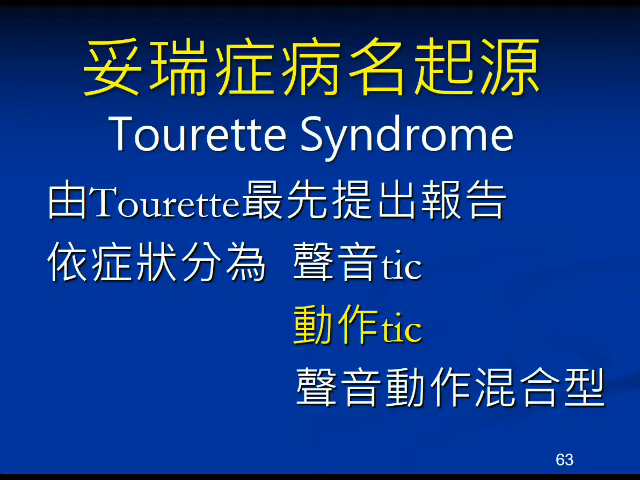 妥瑞症病名起源
Tourette Syndrome
由Tourette最先提出報告
依症狀分為 聲音tic
動作tic
聲音動作混合型
63